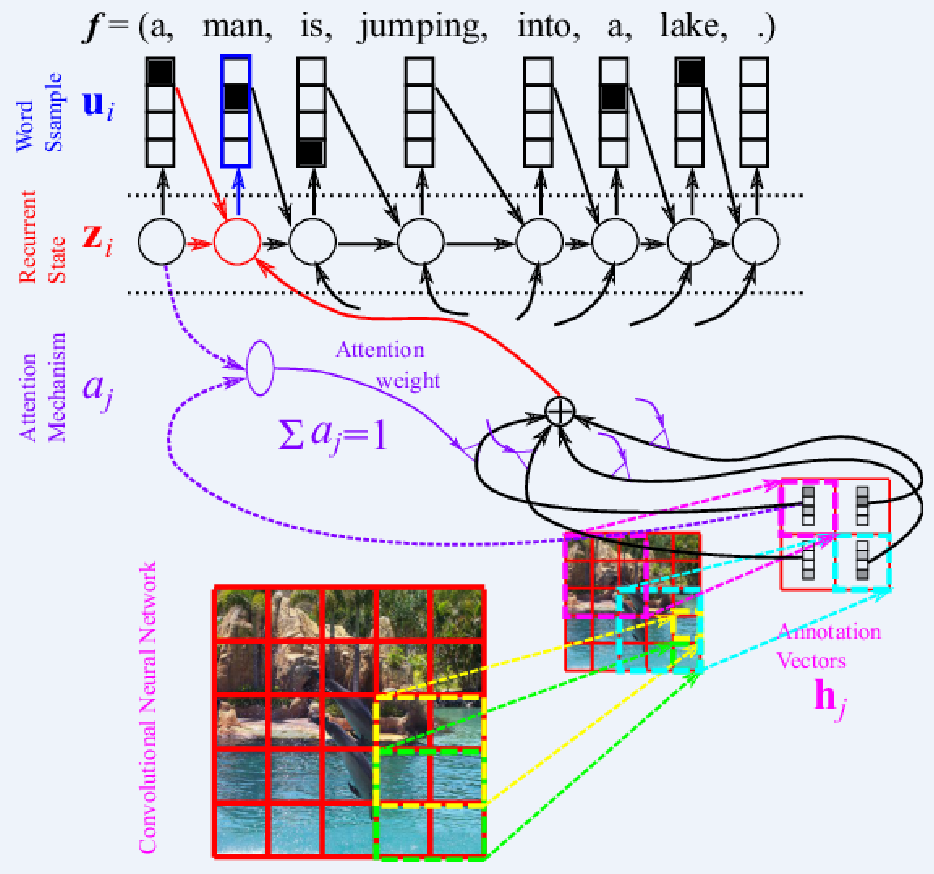 f = (a, man, is, jumping, into, a, lake, .)
Word
Ssample
u_i
Recurrent
State
z_i
Attention
Mechanism
a_j
Attention
weight
∑ a_j=1
Convolutional Neural Network
Annotation
Vectors
h_j